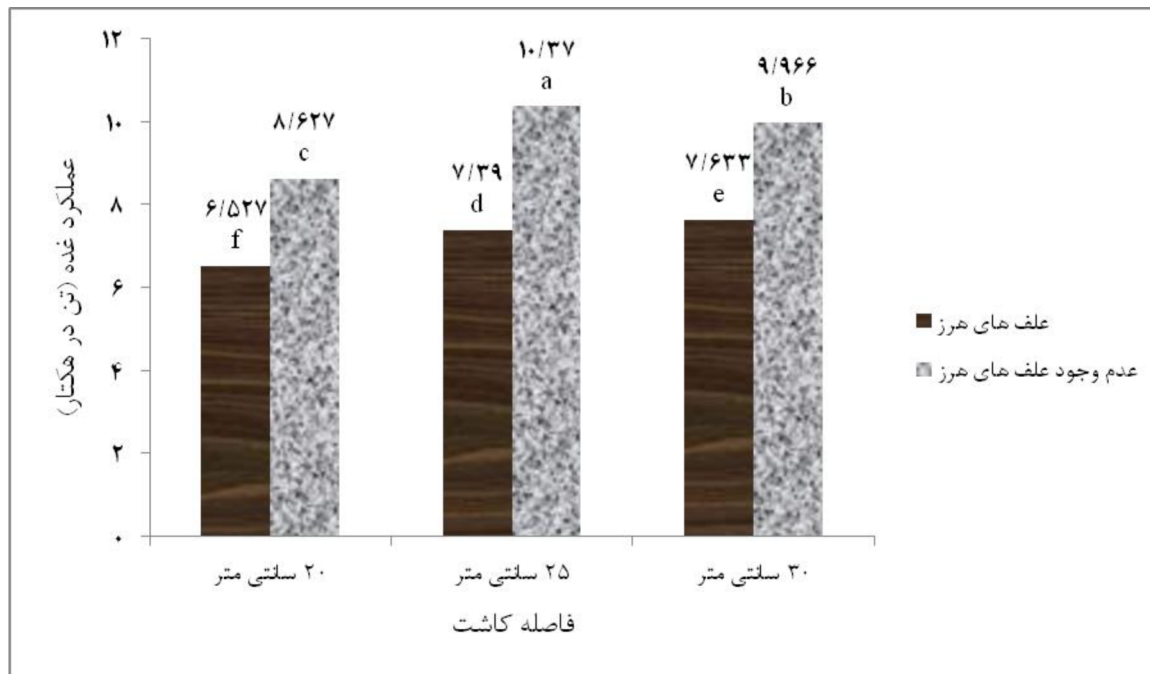 عملکرد غده (تن در هکتار)
۱۲
۱۰
۸
۶
۴
۲
۰
۶/۵۲۷
f
۸/۶۲۷
c
۷/۳۹
d
۱۰/۳۷
a
۷/۶۳۳
e
۹/۹۶۶
b
۲۰ سانتی متر
۲۵ سانتی متر
۳۰ سانتی متر
فاصله کاشت
علف های هرز
عدم وجود علف های هرز